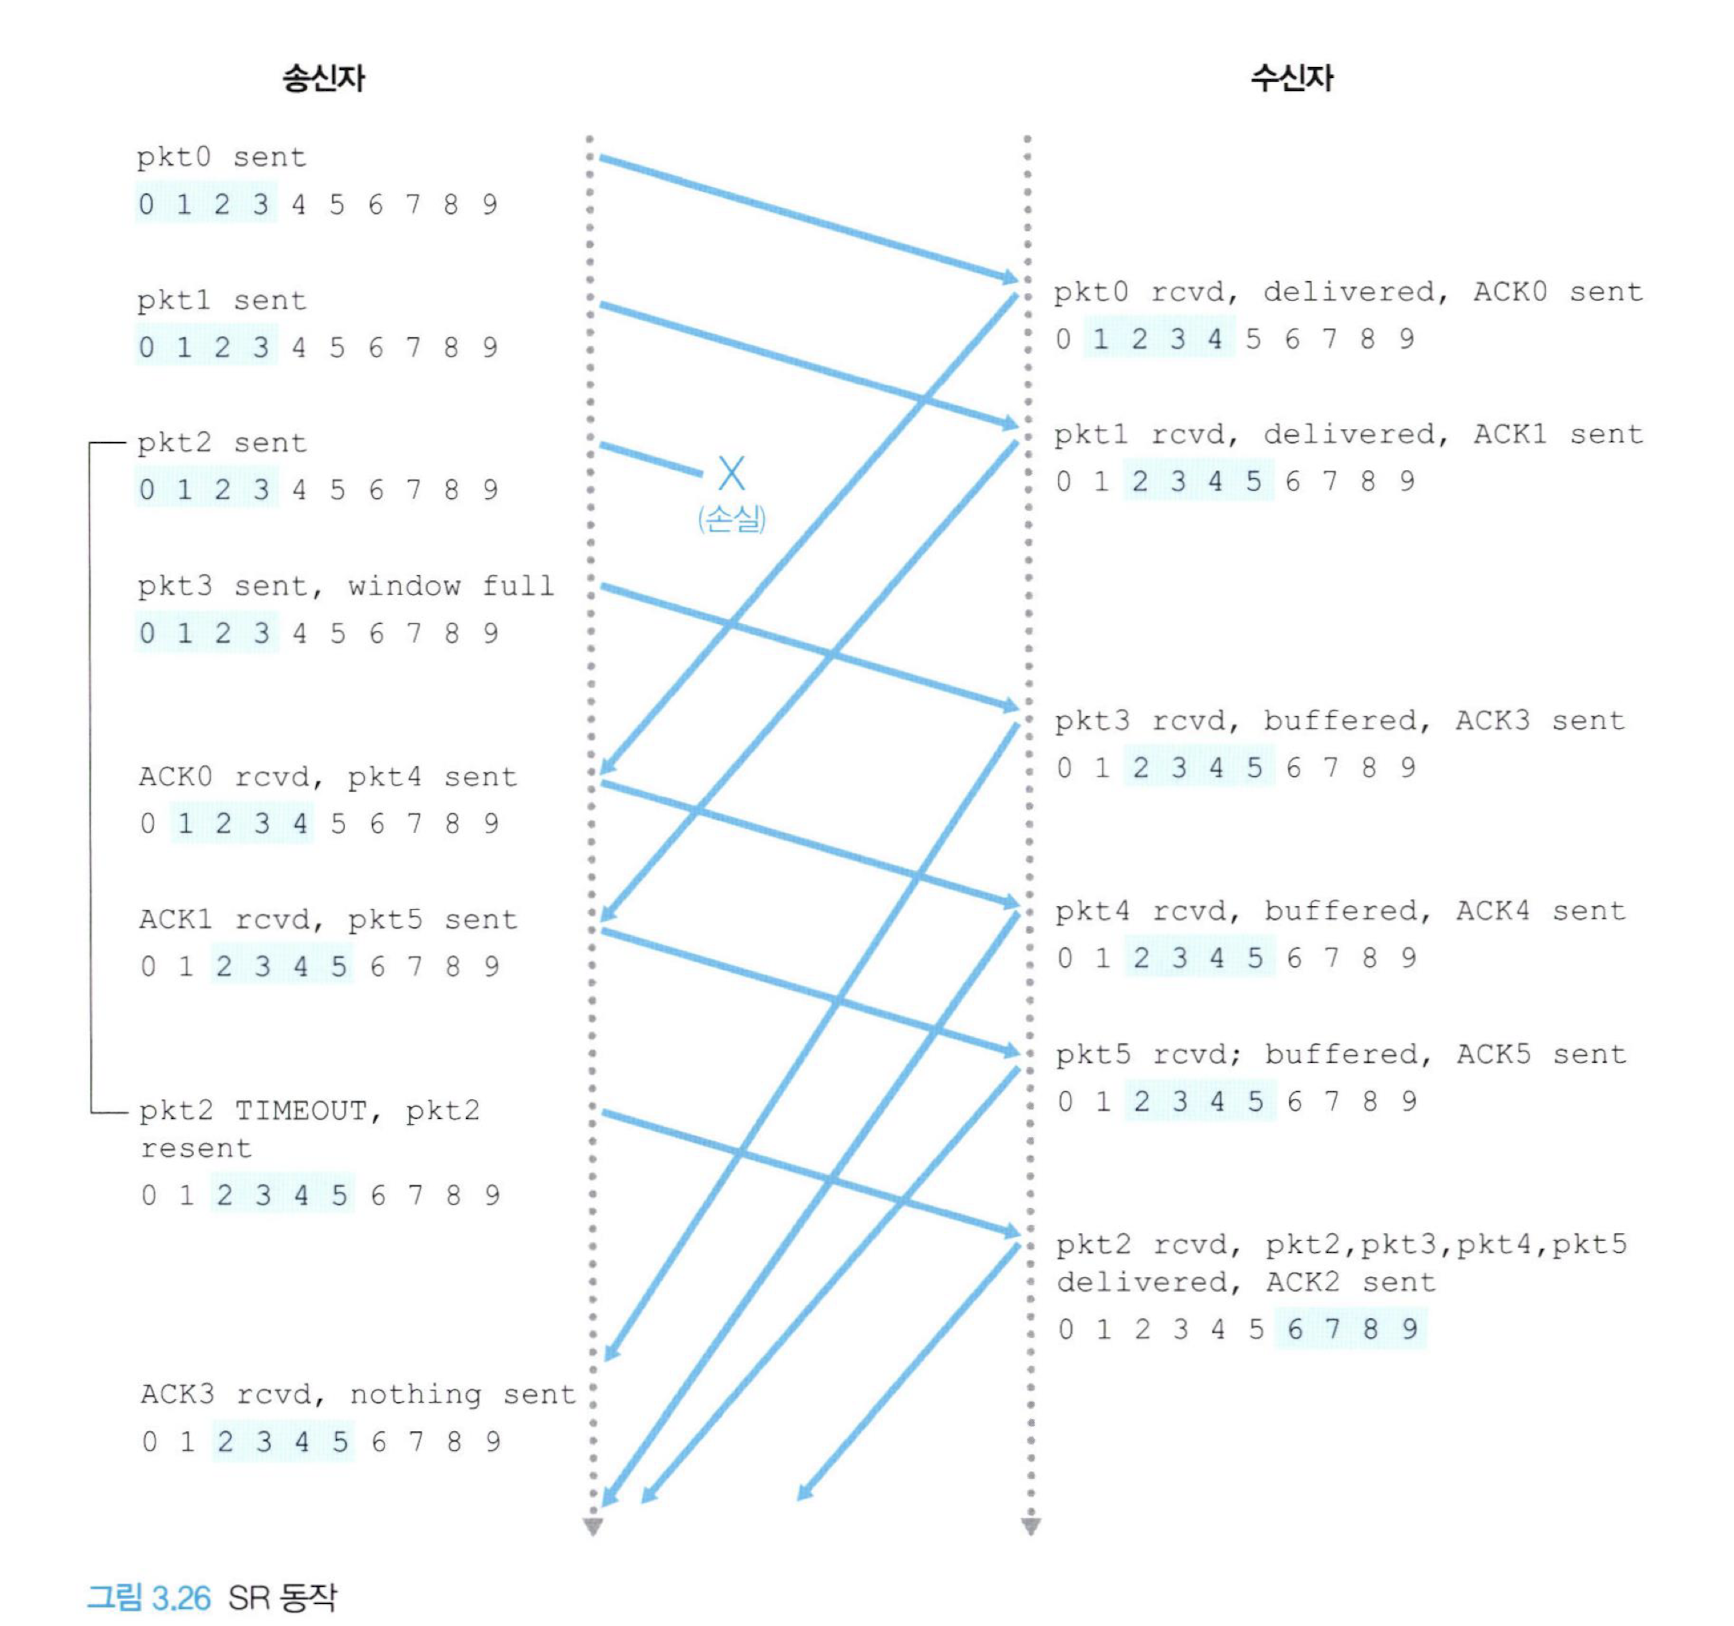 송신자
수신자
pkt0 sent
0 1 2 3 4 5 6 7 8 9
pkt1 sent
0 1 2 3 4 5 6 7 8 9
pkt2 sent
0 1 2 3 4 5 6 7 8 9
X
(손실)
pkt3 sent, window full
0 1 2 3 4 5 6 7 8 9
ACK0 rcvd, pkt4 sent
0 1 2 3 4 5 6 7 8 9
ACK1 rcvd, pkt5 sent
0 1 2 3 4 5 6 7 8 9
pkt2 TIMEOUT, pkt2
resent
0 1 2 3 4 5 6 7 8 9
ACK3 rcvd, nothing sent
0 1 2 3 4 5 6 7 8 9
pkt0 rcvd, delivered, ACK0 sent
0 1 2 3 4 5 6 7 8 9
pkt1 rcvd, delivered, ACK1 sent
0 1 2 3 4 5 6 7 8 9
pkt3 rcvd, buffered, ACK3 sent
0 1 2 3 4 5 6 7 8 9
pkt4 rcvd, buffered, ACK4 sent
0 1 2 3 4 5 6 7 8 9
pkt5 rcvd; buffered, ACK5 sent
0 1 2 3 4 5 6 7 8 9
pkt2 rcvd, pkt2,pkt3,pkt4,pkt5
delivered, ACK2 sent
0 1 2 3 4 5 6 7 8 9
그림 3.26 SR 동작